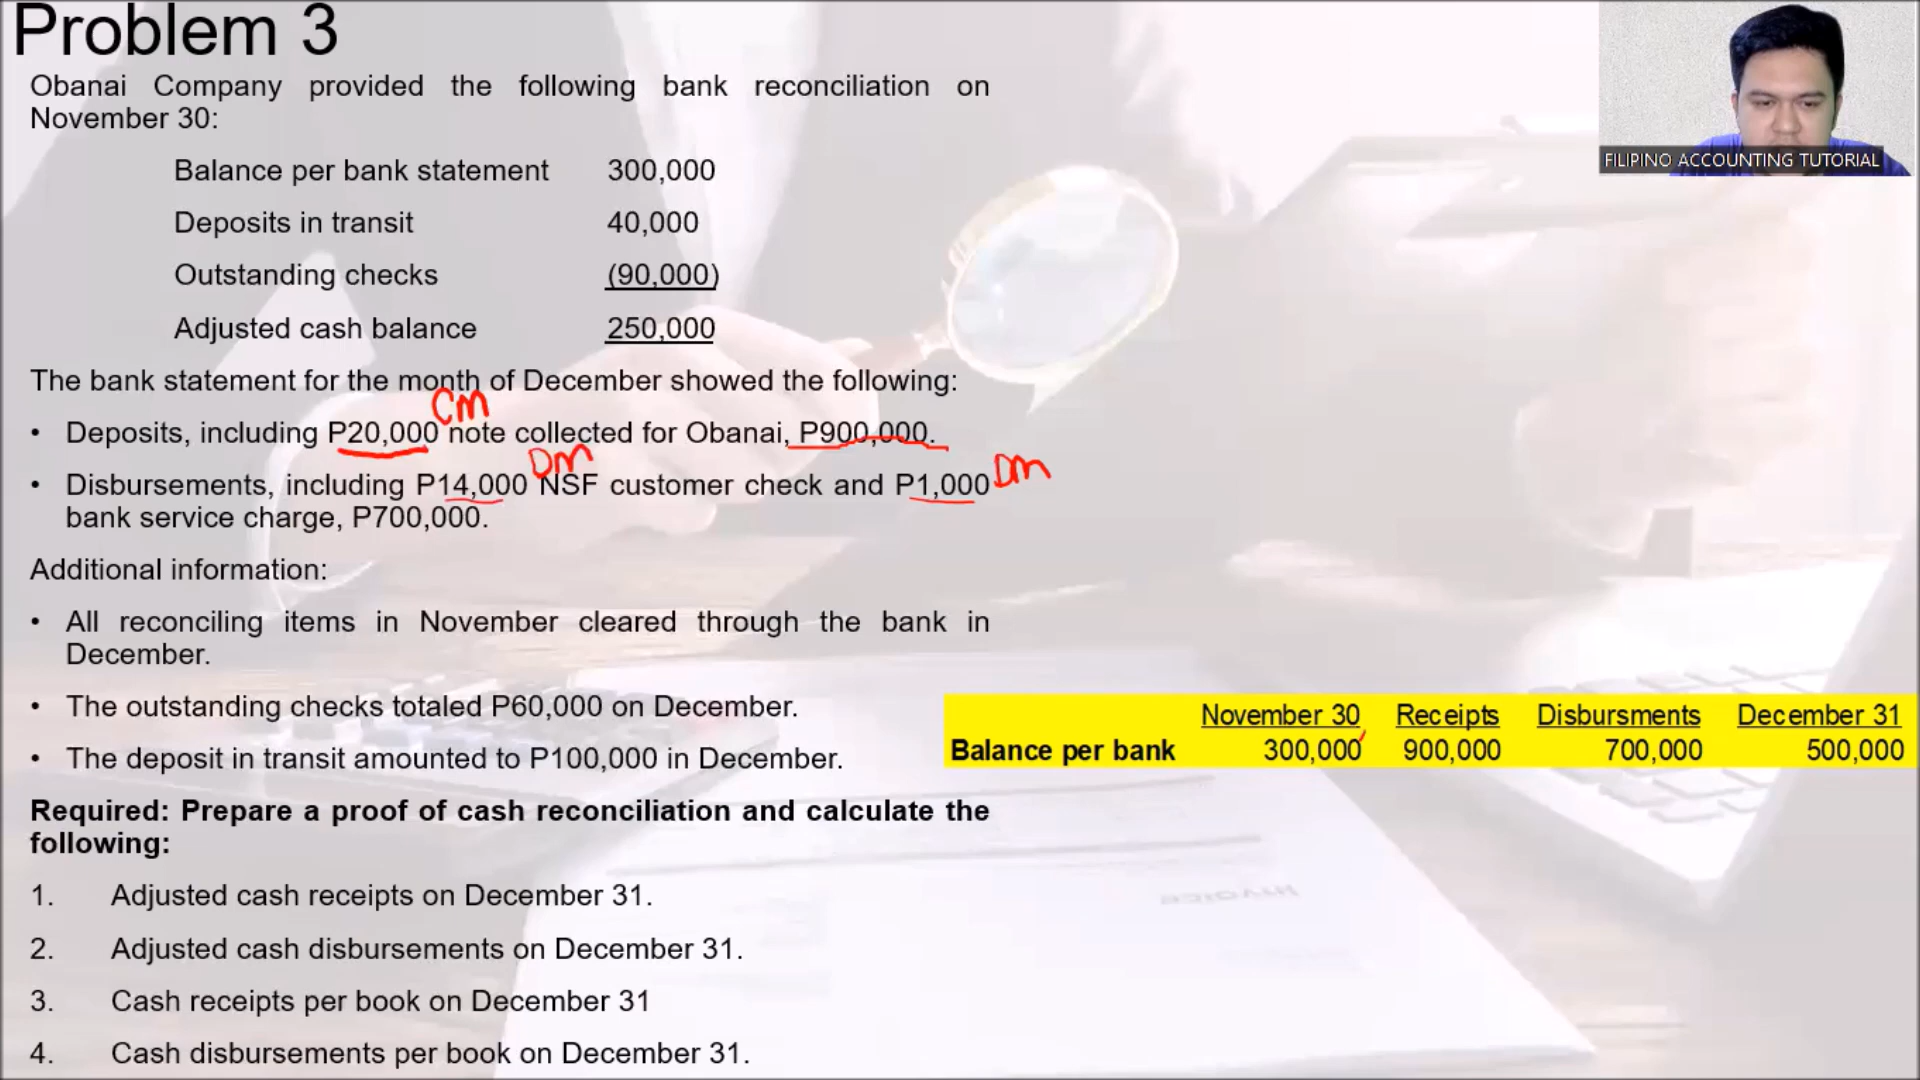 Problem 3
Obanai Company provided the following bank reconciliation on
November 30:
Balance per bank statement 300,000
Deposits in transit 40,000
Outstanding checks (90,000)
Adjusted cash balance 250,000
The bank statement for the month of December showed the following:
CM
• Deposits, including P20,000 note collected for Obanai, P900,000.
DM DM
• Disbursements, including P14,000 NSF customer check and P1,000
bank service charge, P700,000.
Additional information:
• All reconciling items in November cleared through the bank in
December.
• The outstanding checks totaled P60,000 on December.
• The deposit in transit amounted to P100,000 in December.
Required: Prepare a proof of cash reconciliation and calculate the
following:
1. Adjusted cash receipts on December 31.
2. Adjusted cash disbursements on December 31.
3. Cash receipts per book on December 31
4. Cash disbursements per book on December 31.
FILIPINO ACCOUNTING TUTORIAL
November 30 Receipts Disbursments December 31
Balance per bank 300,000 900,000 700,000 500,000
Invoice